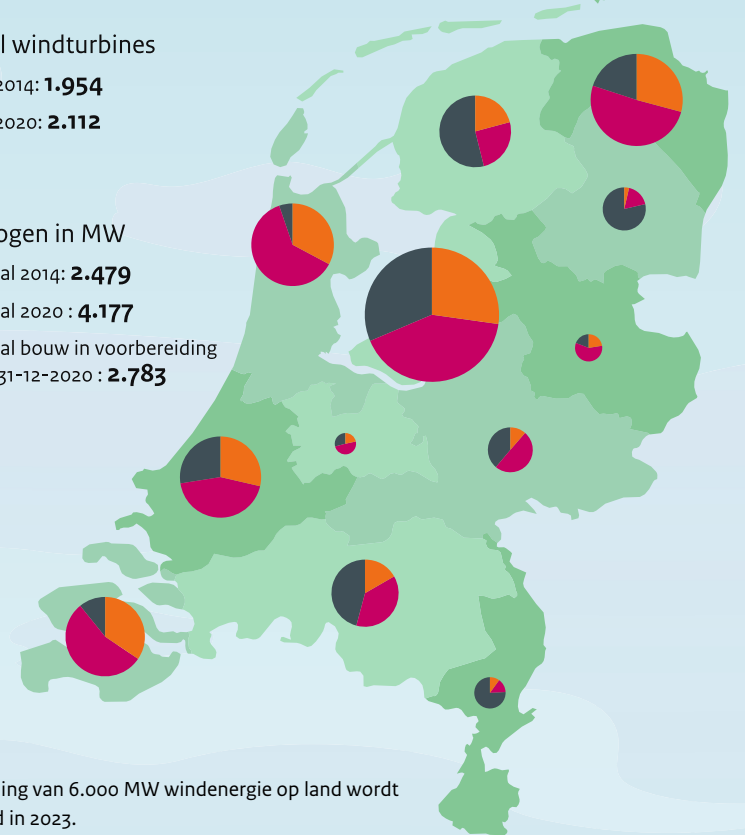 l windturbines
2014: 1.954
2020: 2.112
ogen in MW
al 2014: 2.479
al 2020 : 4.177
al bouw in voorbereiding
31-12-2020 : 2.783
ing van 6.000 MW windenergie op land wordt
d in 2023.